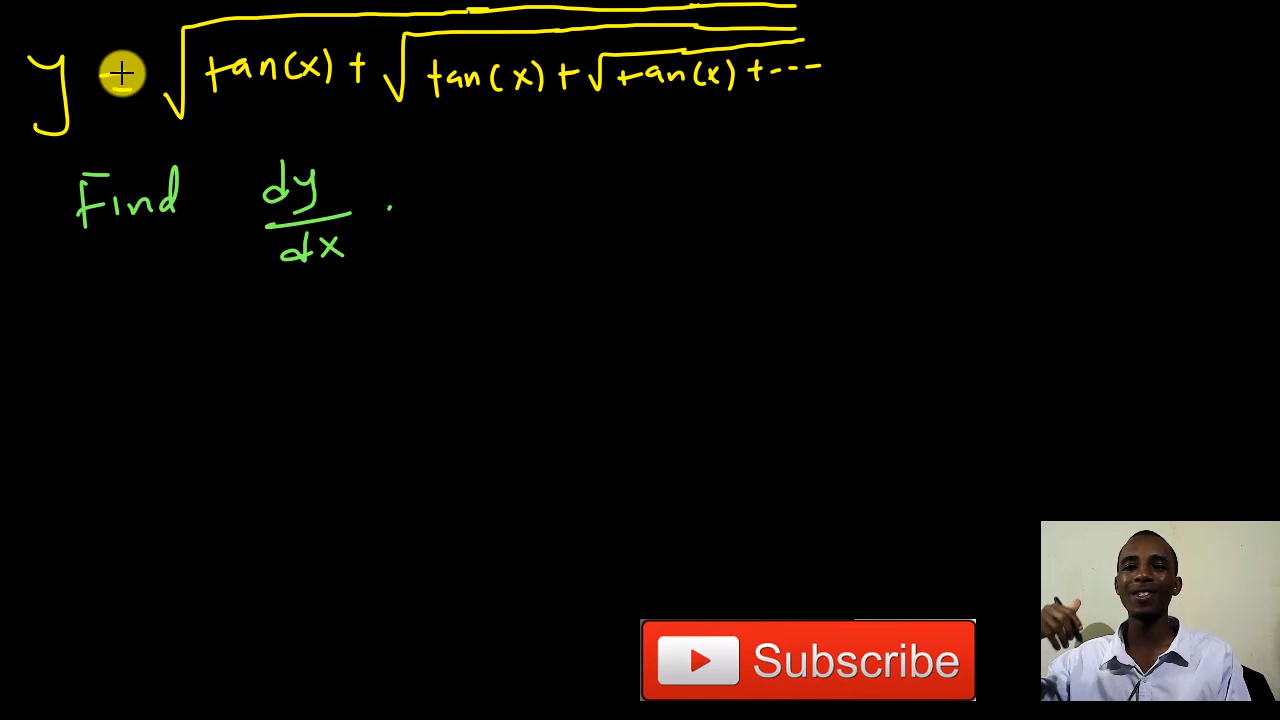 y = √(tan(x) + √(tan(x) + √(tan(x) + ---
Find dy/dx .
Subscribe